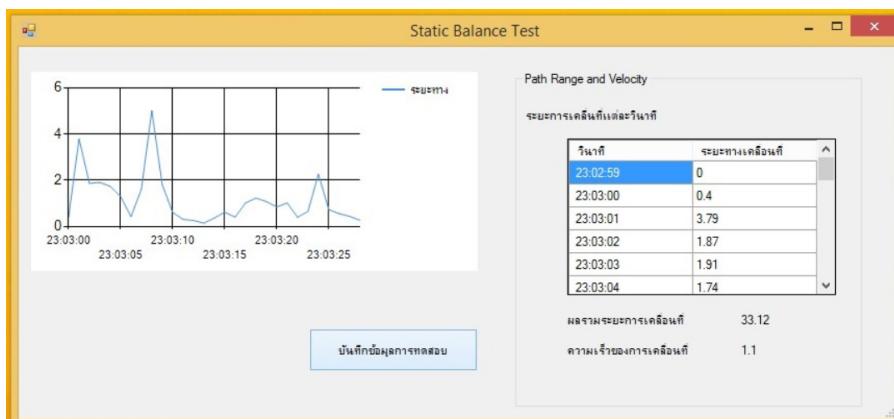 Static Balance Test
6
4
2
0
23:03:00 23:03:10 23:03:20
23:03:05 23:03:15 23:03:25
ระยะทาง
บันทึกข้อมูลการทดสอบ
Path Range and Velocity
ระยะการเคลื่นที่แต่ละวินาที
วินาที ระยะทางเคลื่อนที่
23:02:59 0
23:03:00 0.4
23:03:01 3.79
23:03:02 1.87
23:03:03 1.91
23:03:04 1.74
ผลรวมระยะการเคลื่อนที่ 33.12
ความเร็วของการเคลื่อนที่ 1.1